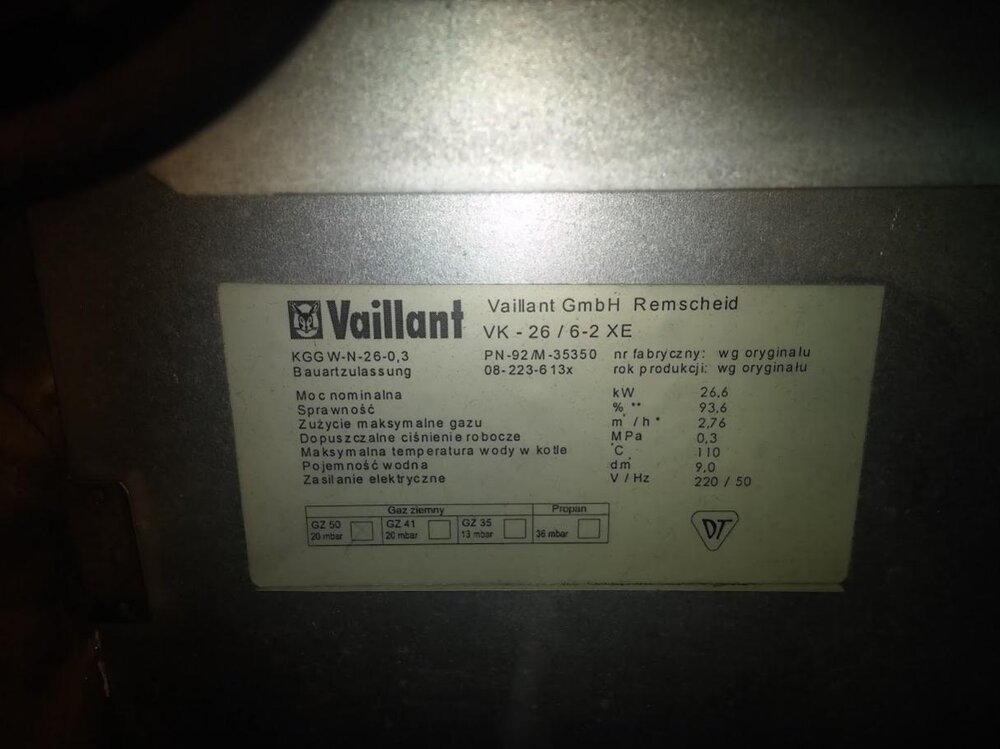 Vaillant
Vaillant GmbH Remscheid
VK - 26 / 6-2 XE
KGGW-N-26-0,3 PN-92/M-35350 nr fabryczny: wg oryginału
Bauartzulassung 08-223-613x rok produkcji: wg oryginału
Moc nominalna kW 26,6
Sprawność % ** 93,6
Zużycie maksymalne gazu m³ / h * 2,76
Dopuszczalne ciśnienie robocze MPa 0,3
Maksymalna temperatura wody w kotle °C 110
Pojemność wodna dm³ 9,0
Zasilanie elektryczne V / Hz 220 / 50
Gaz ziemny Propan
GZ 50 GZ 41 GZ 35
20 mbar 20 mbar 13 mbar 36 mbar
DT